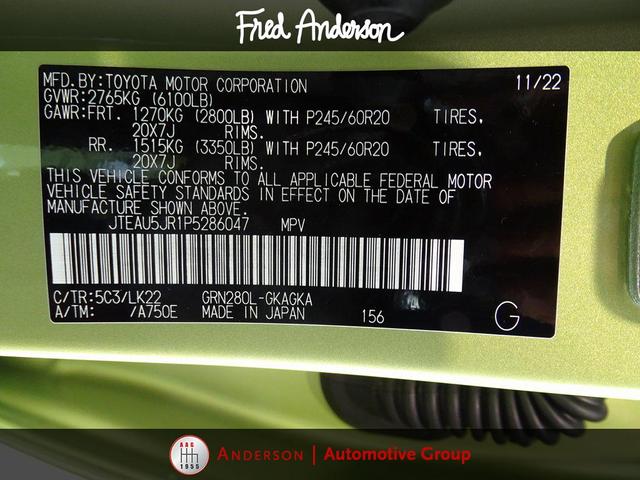 Fred Anderson
MFD.BY:TOYOTA MOTOR CORPORATION 11/22
GVWR:2765KG (6100LB)
GAWR:FRT. 1270KG (2800LB) WITH P245/60R20 TIRES,
20X7J RIMS.
RR. 1515KG (3350LB) WITH P245/60R20 TIRES,
20X7J RIMS.
THIS VEHICLE CONFORMS TO ALL APPLICABLE FEDERAL MOTOR
VEHICLE SAFETY STANDARDS IN EFFECT ON THE DATE OF
MANUFACTURE SHOWN ABOVE.
JTEAU5JR1P5286047 MPV
C/TR:5C3/LK22 GRN280L-GKAGKA
A/TM: /A750E MADE IN JAPAN 156 G
AAG
1955
ANDERSON | Automotive Group